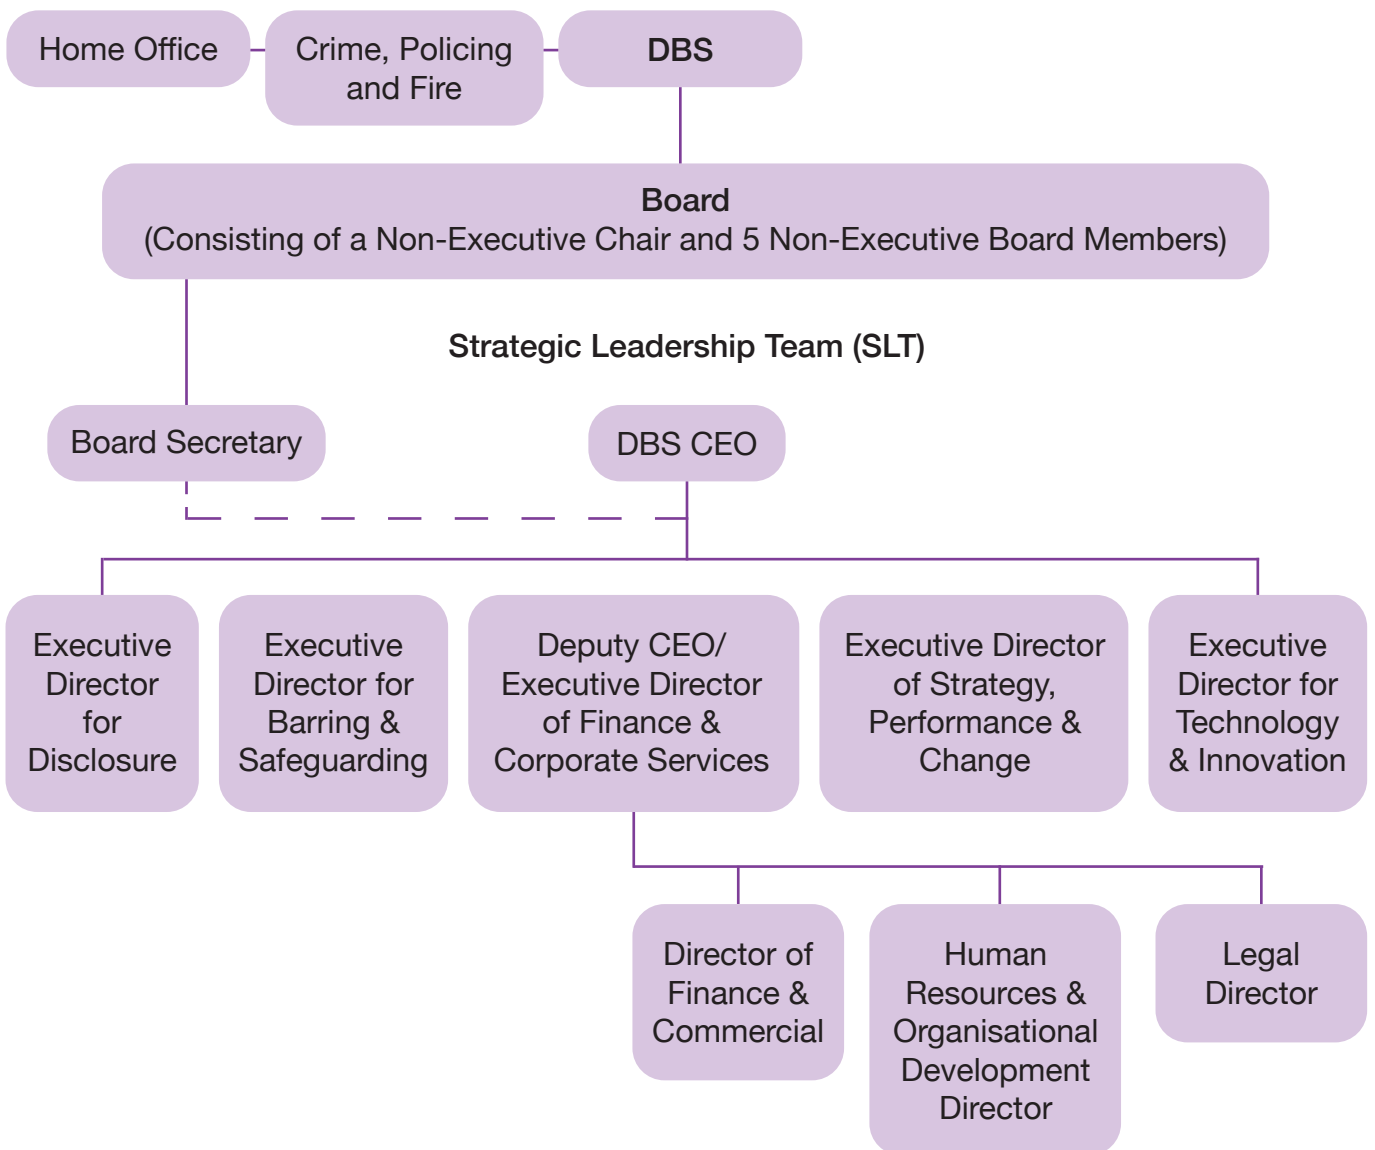 Home Office
Crime, Policing
and Fire
DBS
Board
(Consisting of a Non-Executive Chair and 5 Non-Executive Board Members)
Strategic Leadership Team (SLT)
Board Secretary
DBS CEO
Executive
Director
for
Disclosure
Executive
Director for
Barring &
Safeguarding
Deputy CEO/
Executive Director
of Finance &
Corporate Services
Executive Director
of Strategy,
Performance &
Change
Executive
Director for
Technology
& Innovation
Director of
Finance &
Commercial
Human
Resources &
Organisational
Development
Director
Legal
Director